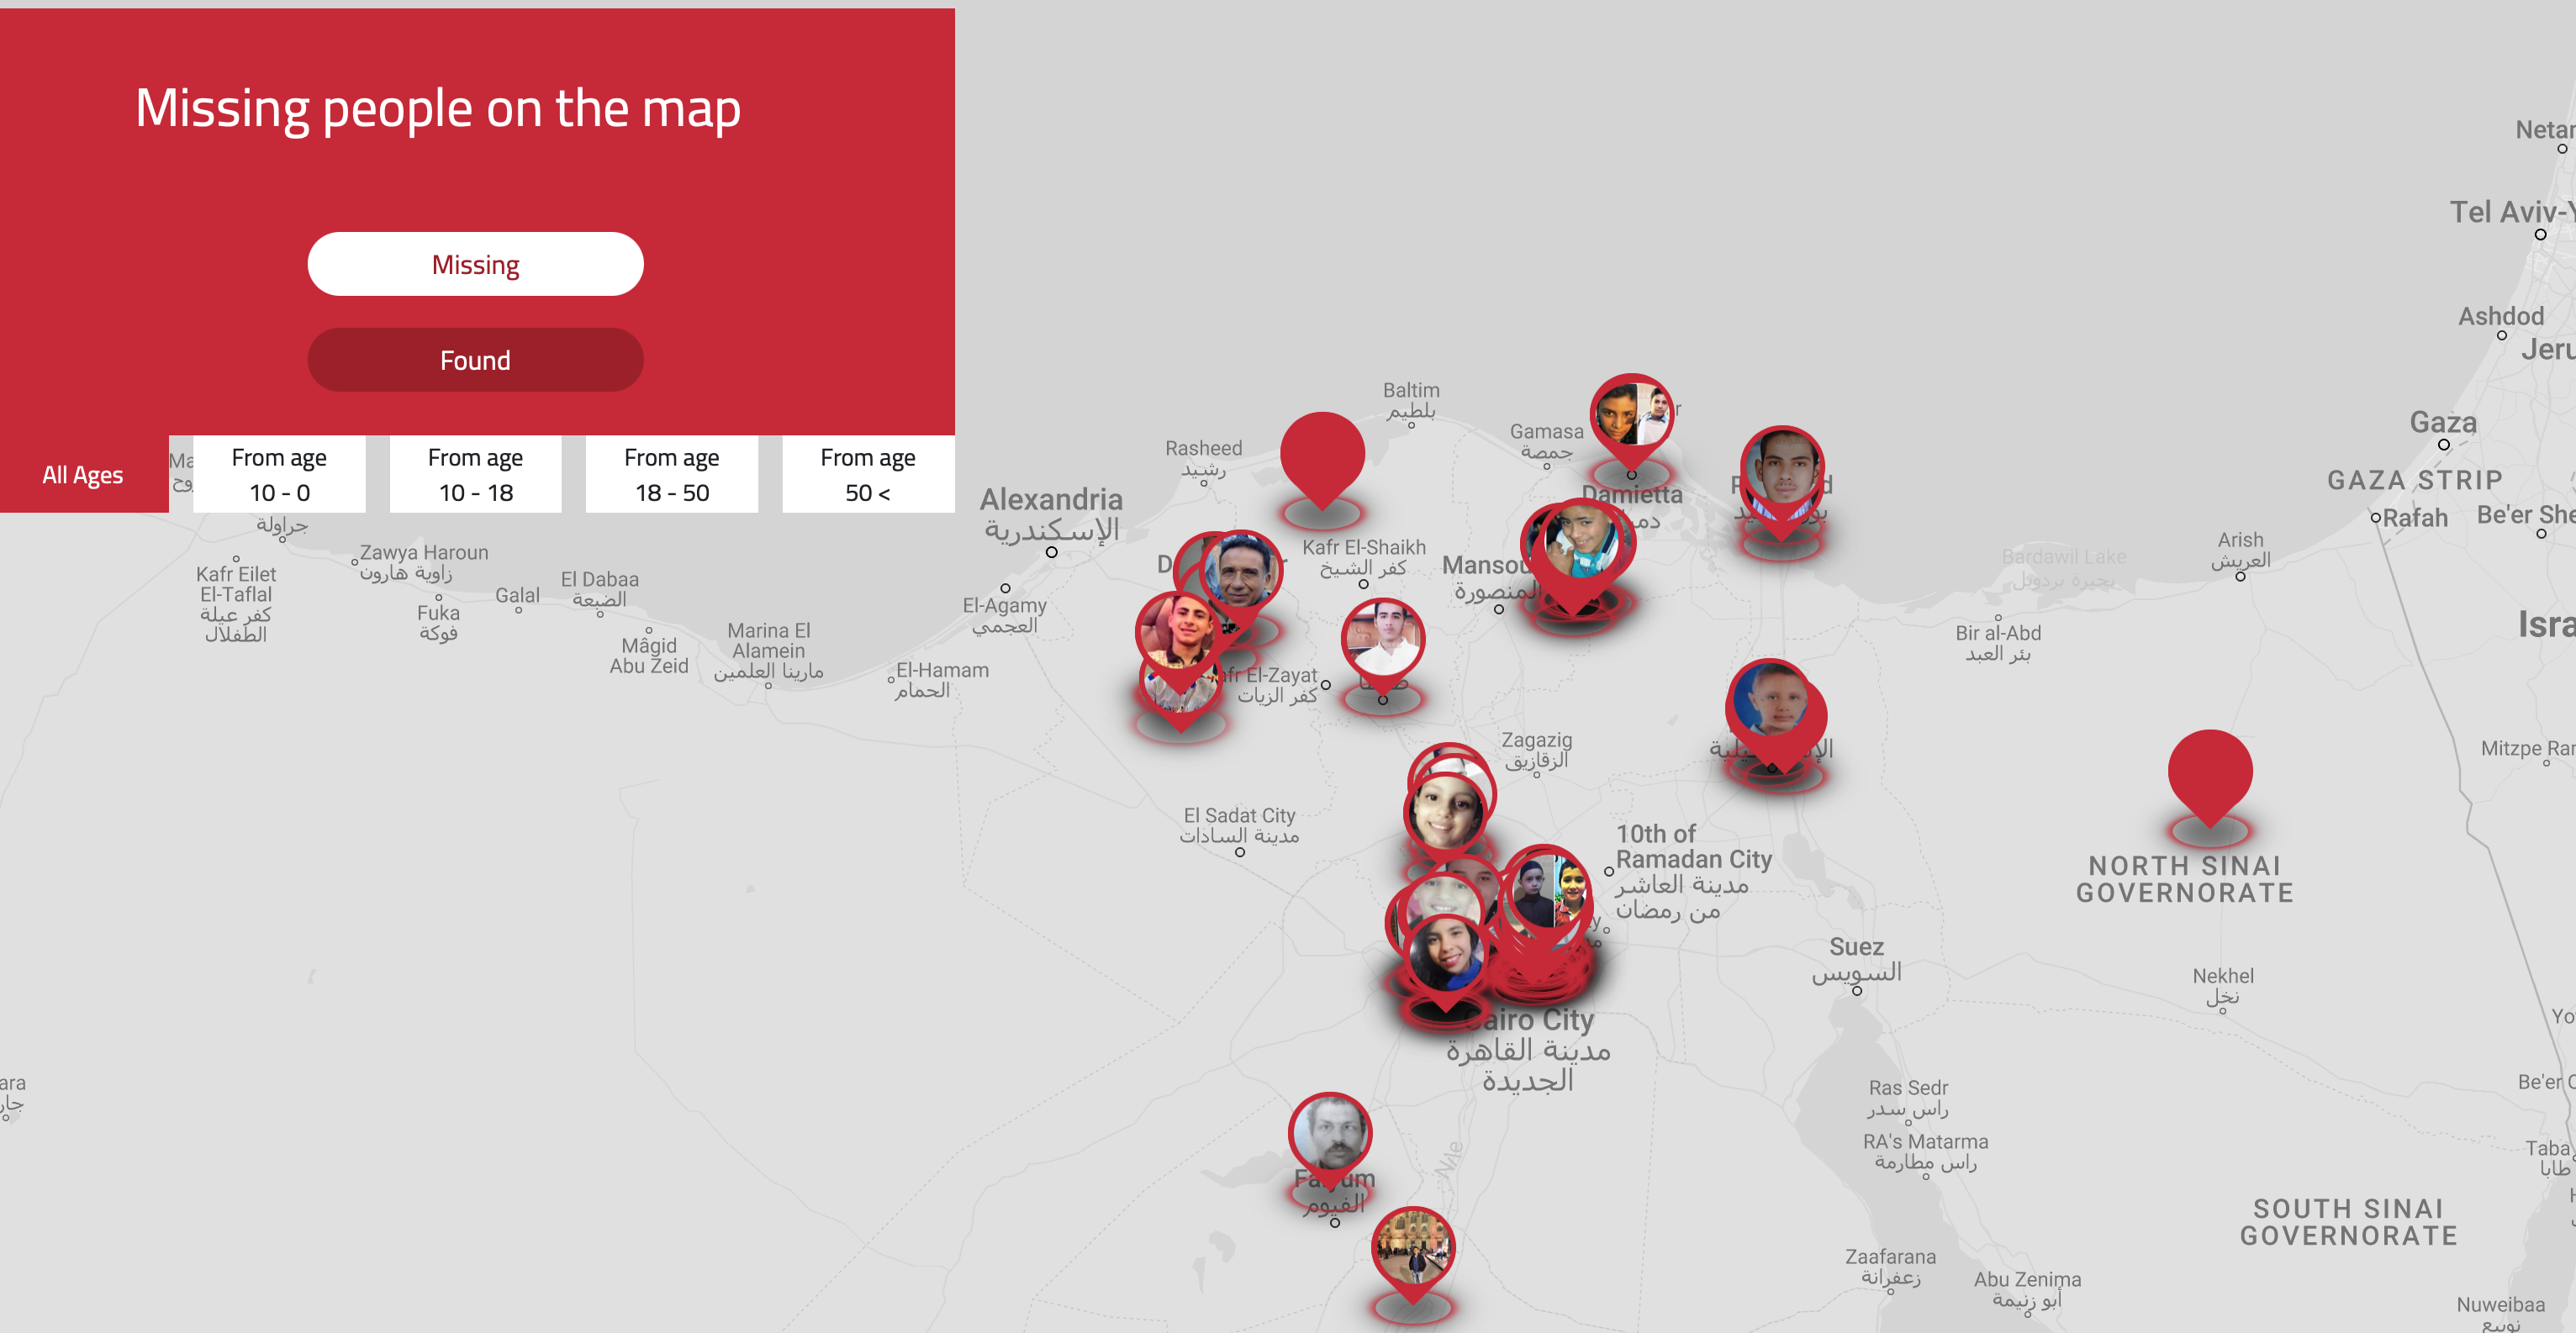 Missing people on the map
Missing
Found
All Ages
From age
10 - 0
From age
10 - 18
From age
18 - 50
From age
50 <
Netan
Tel Aviv-Y
Ashdod
Jeru
Gaza
GAZA STRIP
Rafah
Be'er She
Baltim
بلطيم
Rasheed
رشيد
Gamasa
جمصة
Damietta
Alexandria
الإسكندرية
جراولة
Zawya Haroun
زاوية هارون
Kafr Eilet
El-Taflal
كفر عيلة
الطفلال
Fuka
فوكة
Galal
El Dabaa
الضبعة
Mâgid
Abu Zeid
Marina El
Alamein
مارينا العلمين
El-Agamy
العجمي
El-Hamam
الحمام
Kafr El-Shaikh
كفر الشيخ
Mansou
المنصورة
afr El-Zayat
كفر الزيات
Arish
العريش
Bardawil Lake
بحيرة بردويل
Bir al-Abd
بئر العبد
Isra
Zagazig
الزقازيق
Mitzpe Ram
El Sadat City
مدينة السادات
10th of
Ramadan City
مدينة العاشر
من رمضان
NORTH SINAI
GOVERNORATE
Suez
السويس
Nekhel
نخل
Cairo City
مدينة القاهرة
الجديدة
Ras Sedr
راس سدر
RA's Matarma
راس مطارمة
Be'er O
Taba
طابا
Nile
Faiyum
الفيوم
SOUTH SINAI
GOVERNORATE
Zaafarana
زعفرانة
Abu Zenima
أبو زنيمة
Nuweibaa
نويبع